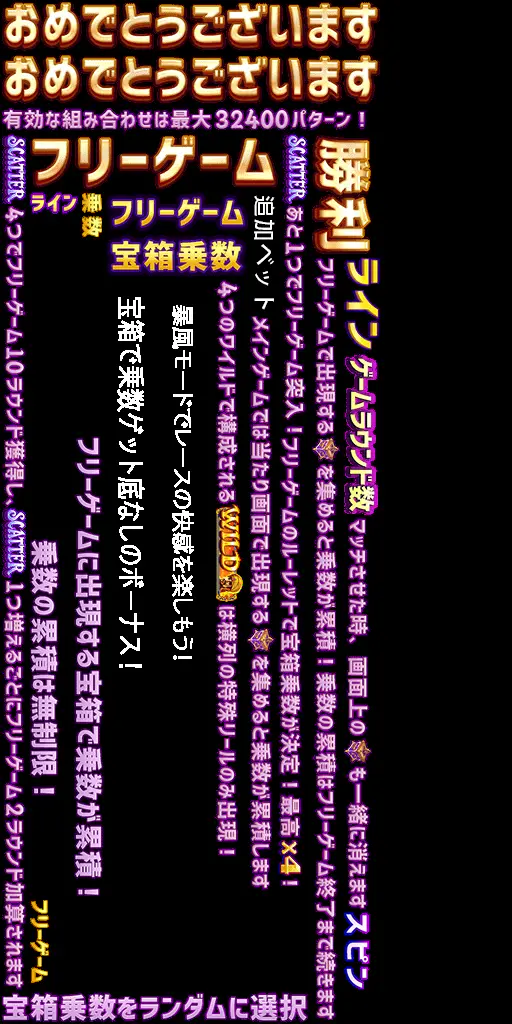 おめでとうございます
おめでとうございます
有効な組み合わせは最大32400パターン！
フリーゲーム
勝利
ライン
乗数
フリーゲーム
宝箱乗数
ライン
ゲームラウンド数
マッチさせた時、画面上の も一緒に消えます
スピン
フリーゲームで出現する を集めると乗数が累積！乗数の累積はフリーゲーム終了まで続きます
SCATTER あと1つでフリーゲーム突入！フリーゲームのルーレットで宝箱乗数が決定！最高x4！
追加ベット
メインゲームでは当たり画面で出現する を集めると乗数が累積します
4つのワイルドで構成される WILD は横列の特殊リールのみ出現！
暴風モードでレースの快感を楽しもう!
宝箱で乗数ゲット底なしのボーナス！
フリーゲームに出現する宝箱で乗数が累積！
乗数の累積は無制限！
フリーゲーム
SCATTER 4つでフリーゲーム10ラウンド獲得し、SCATTER 1つ増えるごとにフリーゲーム2ラウンド加算されます
宝箱乗数をランダムに選択